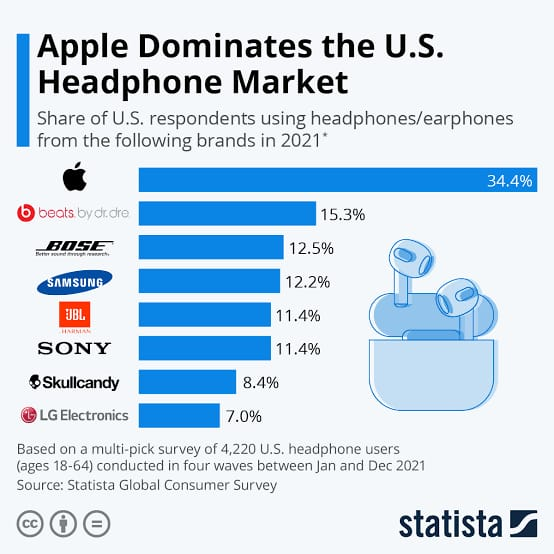 Apple Dominates the U.S.
Headphone Market
Share of U.S. respondents using headphones/earphones
from the following brands in 2021*
34.4%
beats by dr. dre
15.3%
BOSE
Better sound through research.
12.5%
SAMSUNG
12.2%
JBL
HARMAN
11.4%
SONY
11.4%
Skullcandy
8.4%
LG Electronics
7.0%
Based on a multi-pick survey of 4,220 U.S. headphone users
(ages 18-64) conducted in four waves between Jan and Dec 2021
Source: Statista Global Consumer Survey
cc
statista